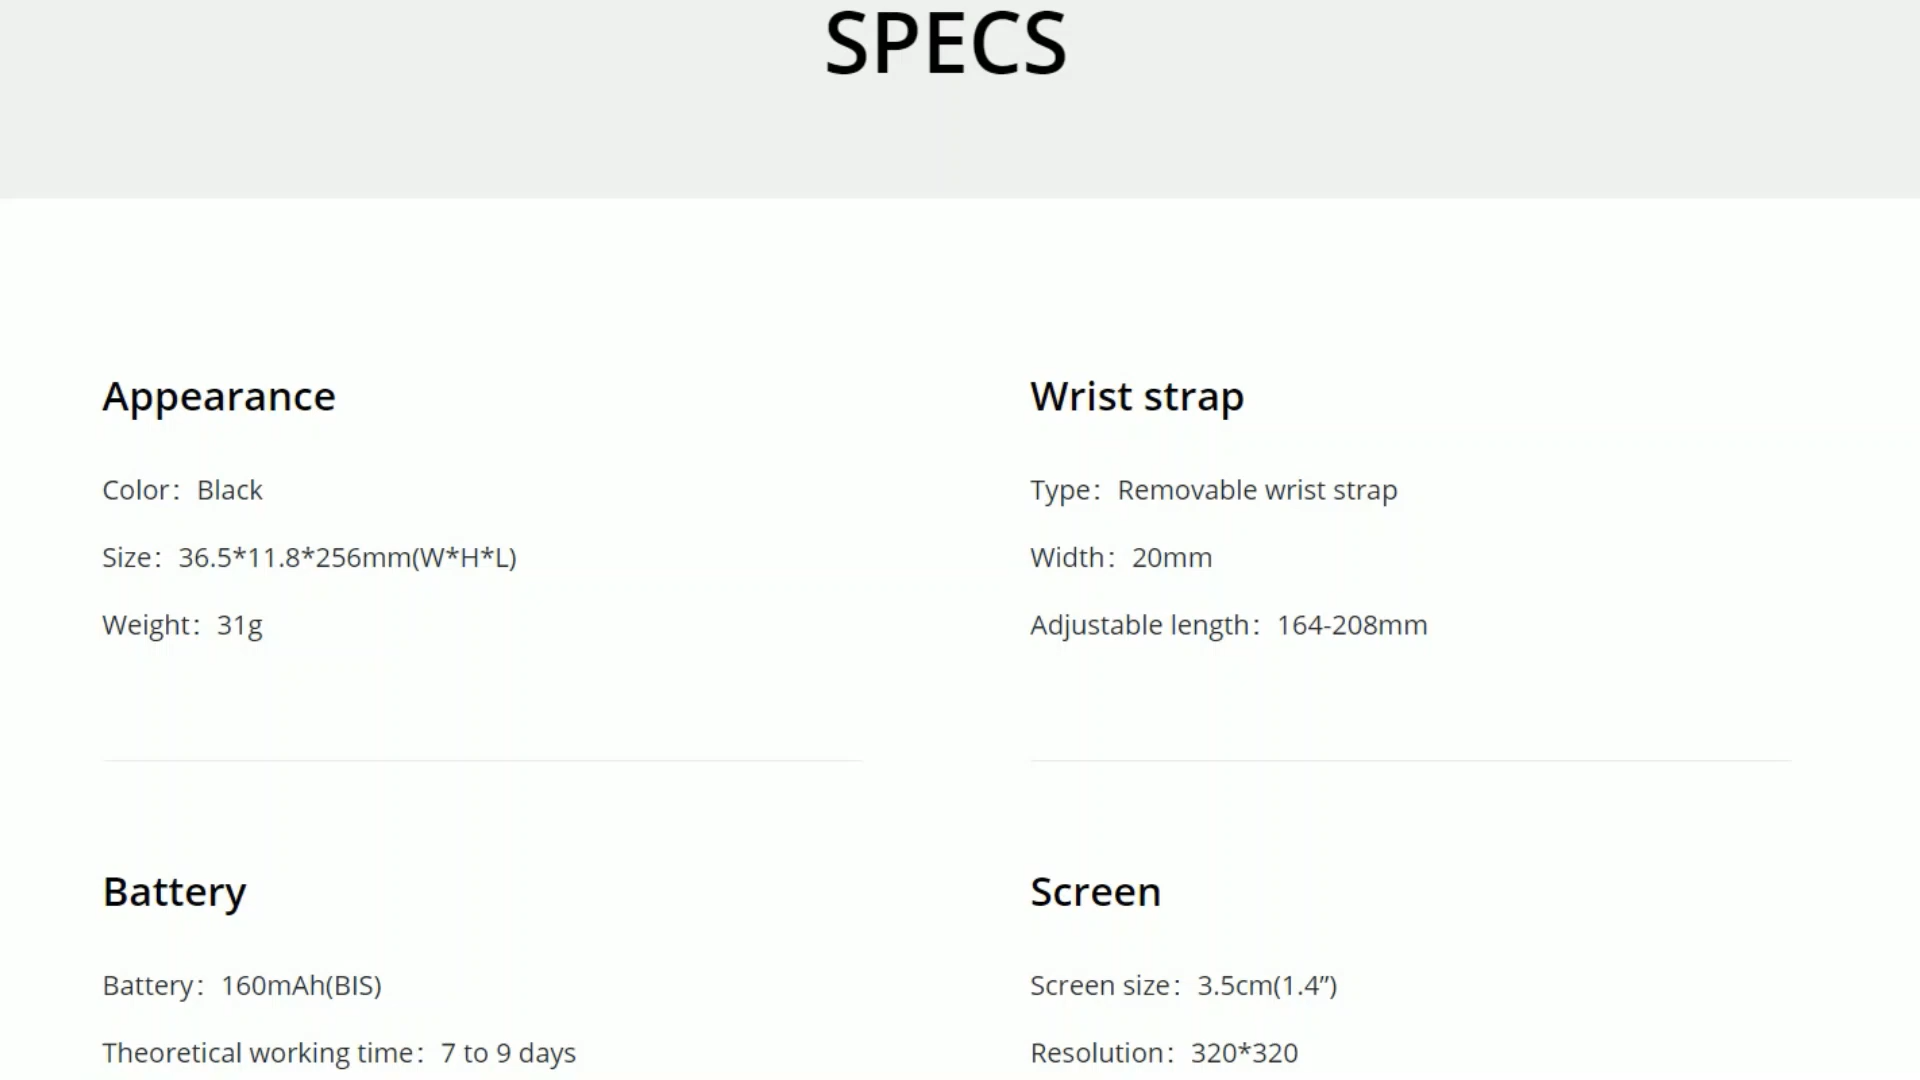 SPECS
Appearance
Color： Black
Size： 36.5*11.8*256mm(W*H*L)
Weight： 31g
Wrist strap
Type： Removable wrist strap
Width： 20mm
Adjustable length： 164-208mm
Battery
Battery： 160mAh(BIS)
Theoretical working time： 7 to 9 days
Screen
Screen size： 3.5cm(1.4”)
Resolution： 320*320